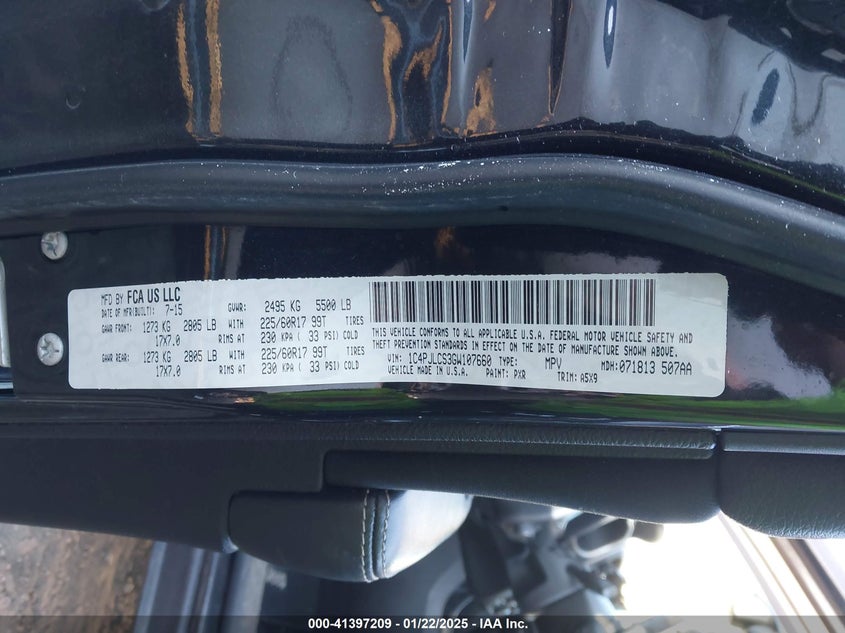 MFD BY FCA US LLC
DATE OF MFR(BUILT): 7-15 GVWR: 2495 KG 5500 LB
GAWR FRONT: 1273 KG 2805 LB WITH 225/60R17 99T TIRES
17X7.0 RIMS AT 230 KPA ( 33 PSI) COLD
GAWR REAR: 1273 KG 2805 LB WITH 225/60R17 99T TIRES
17X7.0 RIMS AT 230 KPA ( 33 PSI) COLD
THIS VEHICLE CONFORMS TO ALL APPLICABLE U.S.A. FEDERAL MOTOR VEHICLE SAFETY AND
THEFT PREVENTION STANDARDS IN EFFECT ON THE DATE OF MANUFACTURE SHOWN ABOVE.
VIN: 1C4PJLCS3GW107660 TYPE: MPV MDH: 071813 507AA
VEHICLE MADE IN U.S.A. PAINT: PXR TRIM: A5X9
000-41397209 - 01/22/2025 - IAA Inc.